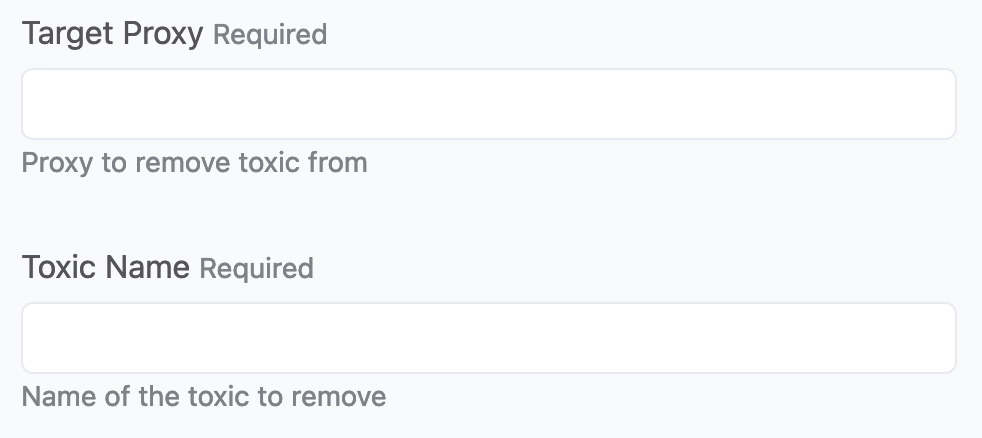 Target Proxy Required
Proxy to remove toxic from
Toxic Name Required
Name of the toxic to remove